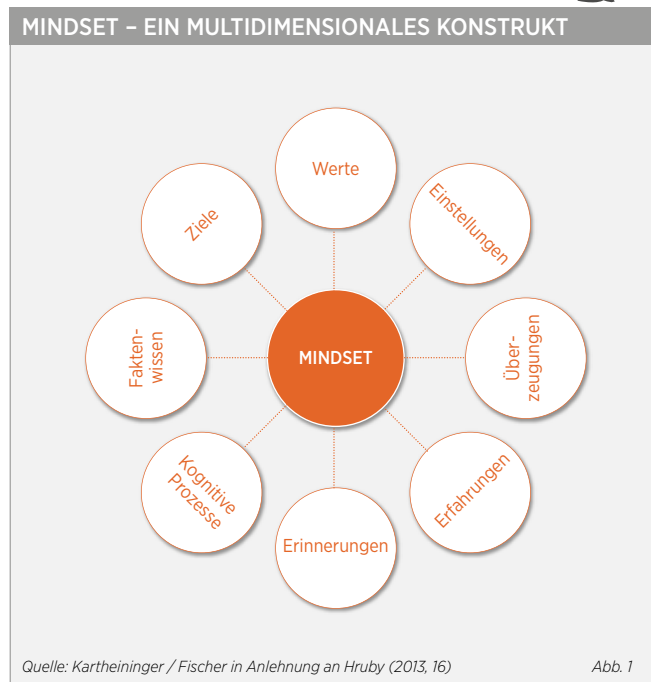 MINDSET – EIN MULTIDIMENSIONALES KONSTRUKT
Werte
Einstellungen
Über-
zeugungen
Erfahrungen
Erinnerungen
Kognitive
Prozesse
Fakten-
wissen
Ziele
MINDSET
Quelle: Kartheininger / Fischer in Anlehnung an Hruby (2013, 16)
Abb. 1